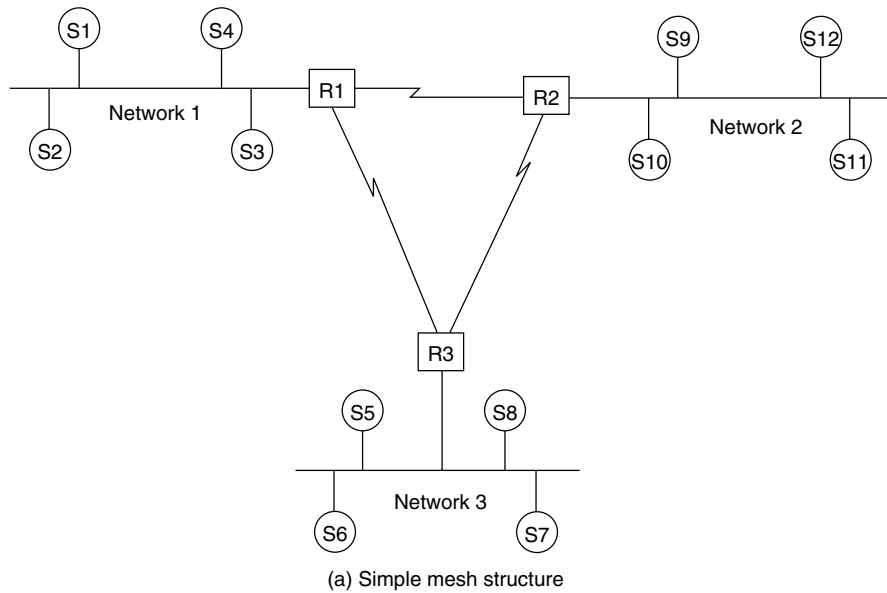 S1
S4
S9
S12
R1
R2
Network 1
Network 2
S2
S3
S10
S11
R3
S5
S8
Network 3
S6
S7
(a) Simple mesh structure